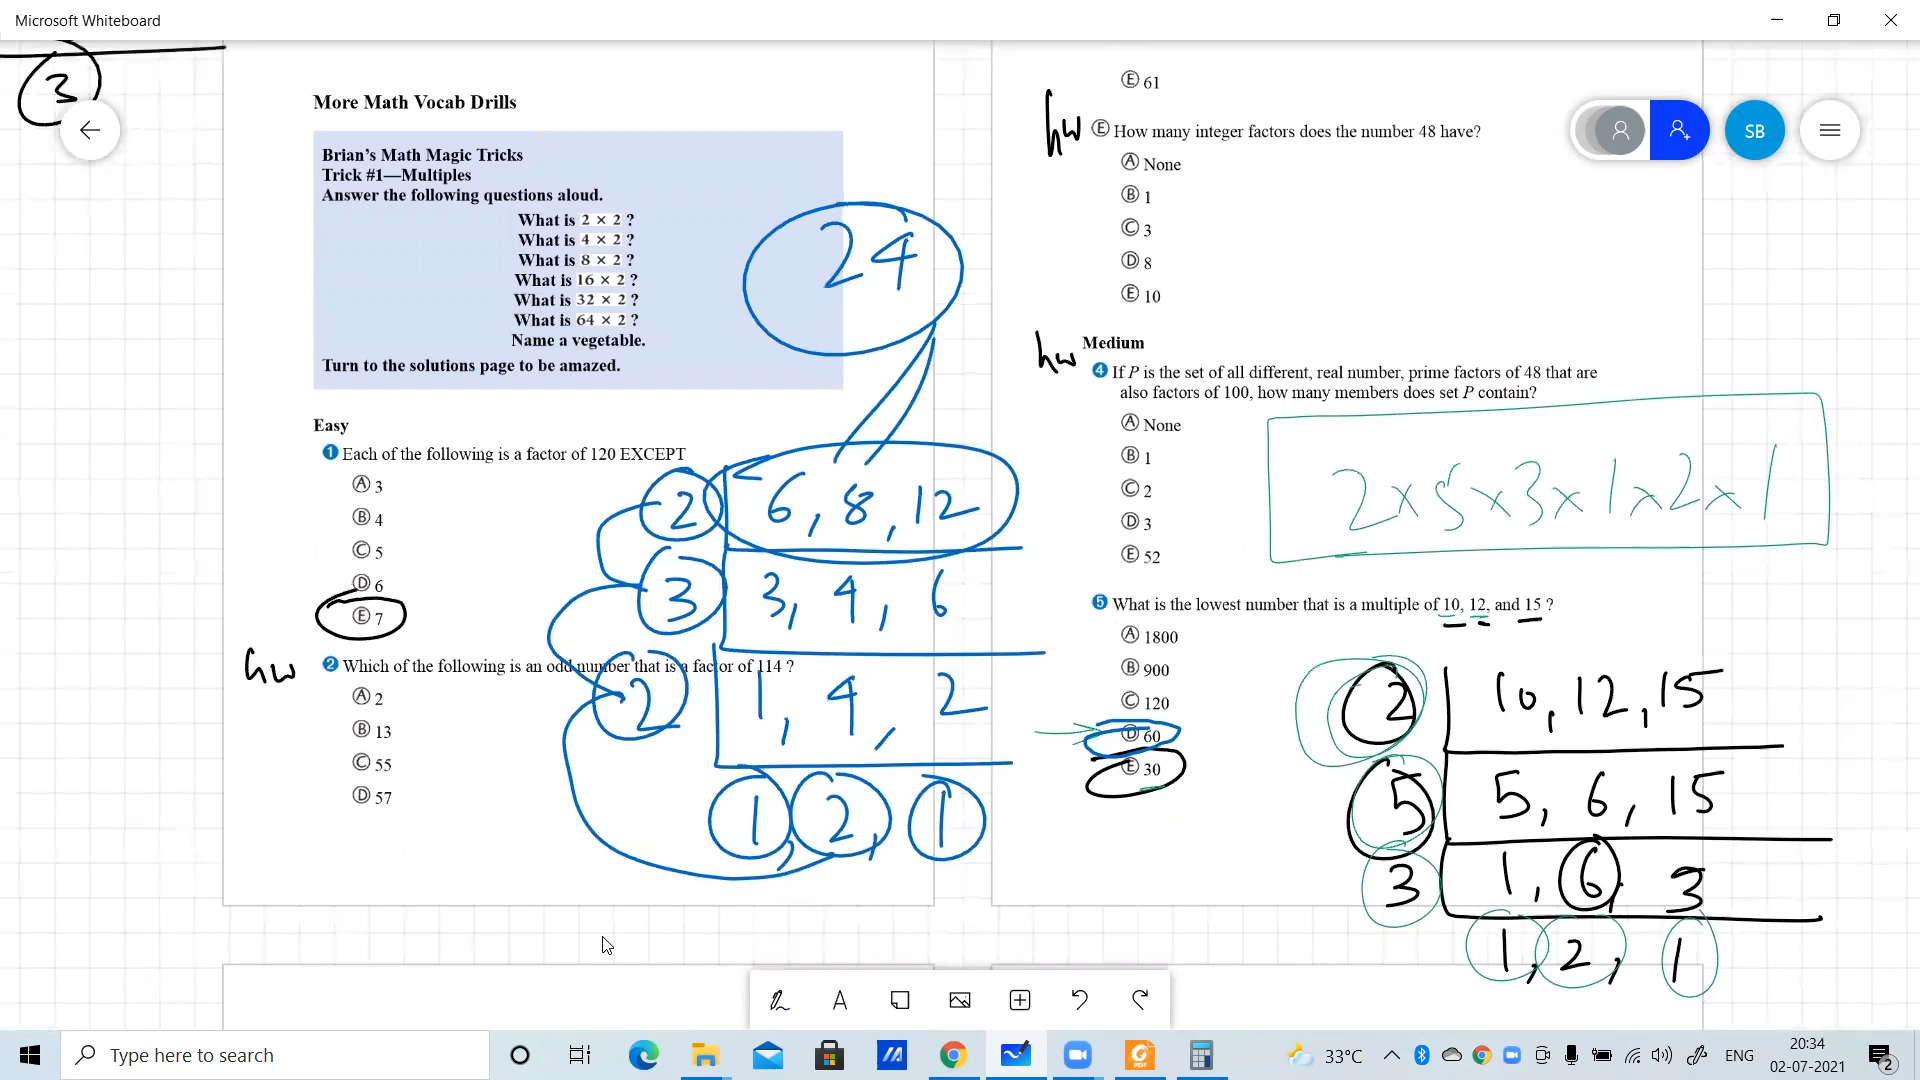 Microsoft Whiteboard
3
More Math Vocab Drills
Brian's Math Magic Tricks
Trick #1—Multiples
Answer the following questions aloud.
What is 2 × 2 ?
What is 4 × 2 ?
What is 8 × 2 ?
What is 16 × 2 ?
What is 32 × 2 ?
What is 64 × 2 ?
Name a vegetable.
Turn to the solutions page to be amazed.
24
Easy
1 Each of the following is a factor of 120 EXCEPT
A 3
B 4
C 5
D 6
E 7
hw
2 Which of the following is an odd number that is a factor of 114 ?
A 2
B 13
C 55
D 57
2 6, 8, 12
3 3, 4, 6
2 1, 4, 2
1, 2, 1
E 61
hw
E How many integer factors does the number 48 have?
A None
B 1
C 3
D 8
E 10
SB
hw
Medium
4 If P is the set of all different, real number, prime factors of 48 that are
also factors of 100, how many members does set P contain?
A None
B 1
C 2
D 3
E 52
2×5×3×1×2×1
5 What is the lowest number that is a multiple of 10, 12, and 15 ?
A 1800
B 900
C 120
D 60
E 30
2 10, 12, 15
5 5, 6, 15
3 1, 6, 3
1, 2, 1
A
Type here to search
PDF
33°C
ENG
20:34
02-07-2021
2